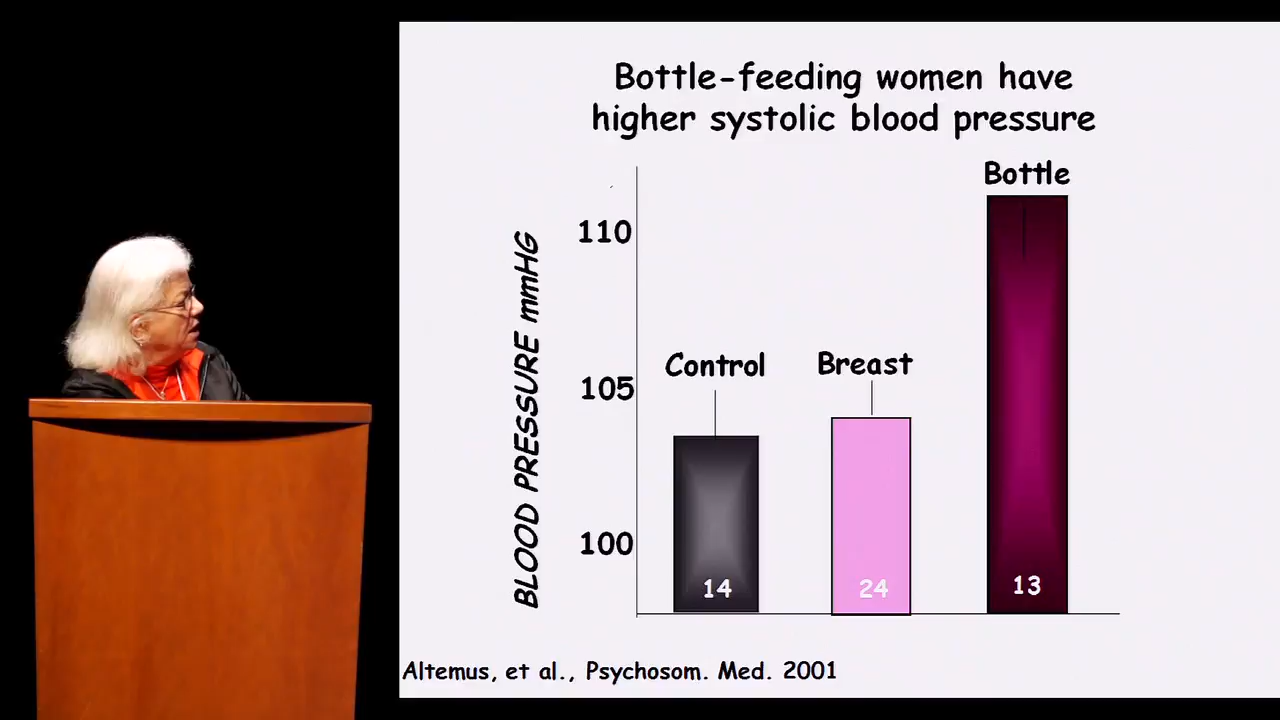 Bottle-feeding women have
higher systolic blood pressure
Bottle
110
BLOOD PRESSURE mmHG
Control
Breast
105
100
14
24
13
Altemus, et al., Psychosom. Med. 2001